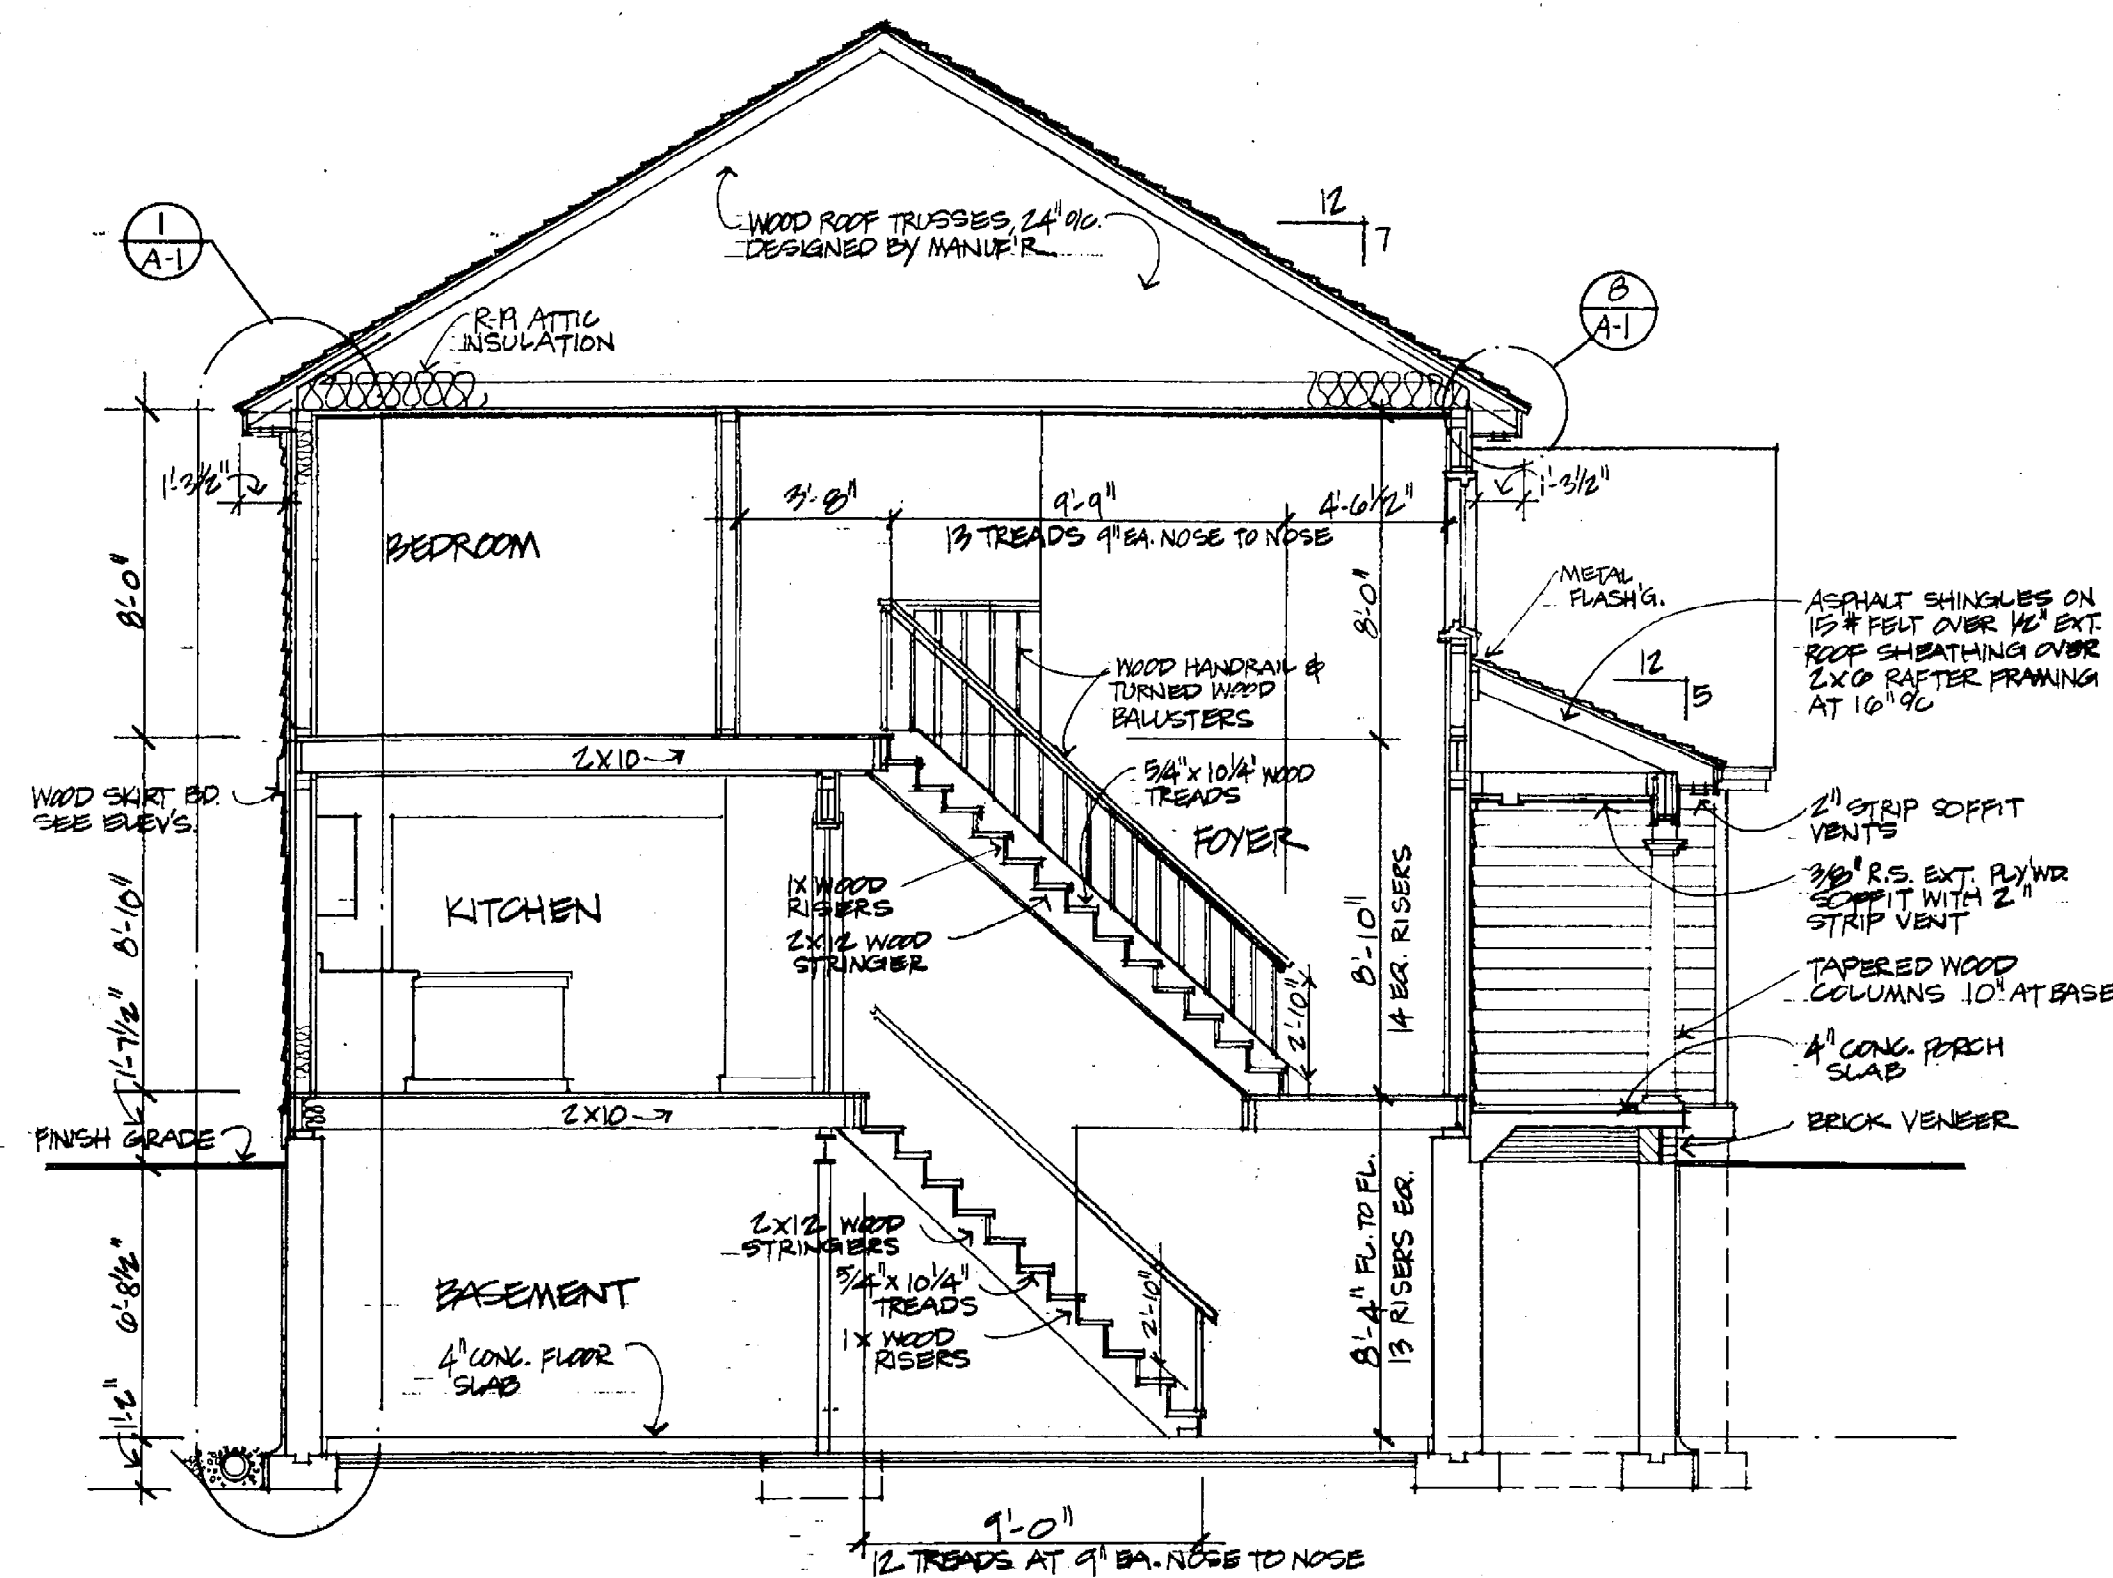 12
7
1
A-1
WOOD ROOF TRUSSES, 24" O/C.
DESIGNED BY MANUF'R
8
A-1
R-19 ATTIC
INSULATION
1'-3½"
3'-8"
9'-9"
4'-6½"
1'-3½"
13 TREADS 9" EA. NOSE TO NOSE
BEDROOM
8'-0"
8'-0"
METAL
FLASH'G.
ASPHALT SHINGLES ON
15# FELT OVER ½" EXT.
ROOF SHEATHING OVER
2X6 RAFTER FRAMING
AT 16" O/C
12
5
WOOD HANDRAIL &
TURNED WOOD
BALUSTERS
2X10
5/4" X 10¼" WOOD
TREADS
WOOD SKIRT BD.
SEE ELEV'S.
FOYER
2" STRIP SOFFIT
VENTS
3/8" R.S. EXT. PLYWD.
SOFFIT WITH 2"
STRIP VENT
1X WOOD
RISERS
2X12 WOOD
STRINGER
KITCHEN
8'-10"
8'-10"
14 EQ. RISERS
TAPERED WOOD
COLUMNS 10" AT BASE
2'-10"
4" CONC. PORCH
SLAB
1'-7½"
2X10
BRICK VENEER
FINISH GRADE
2X12 WOOD
STRINGERS
5/4" X 10¼"
TREADS
1X WOOD
RISERS
2'-10"
8'-4" FL. TO FL.
13 RISERS EQ.
6'-8½"
BASEMENT
4" CONC. FLOOR
SLAB
1'-2"
9'-0"
12 TREADS AT 9" EA. NOSE TO NOSE